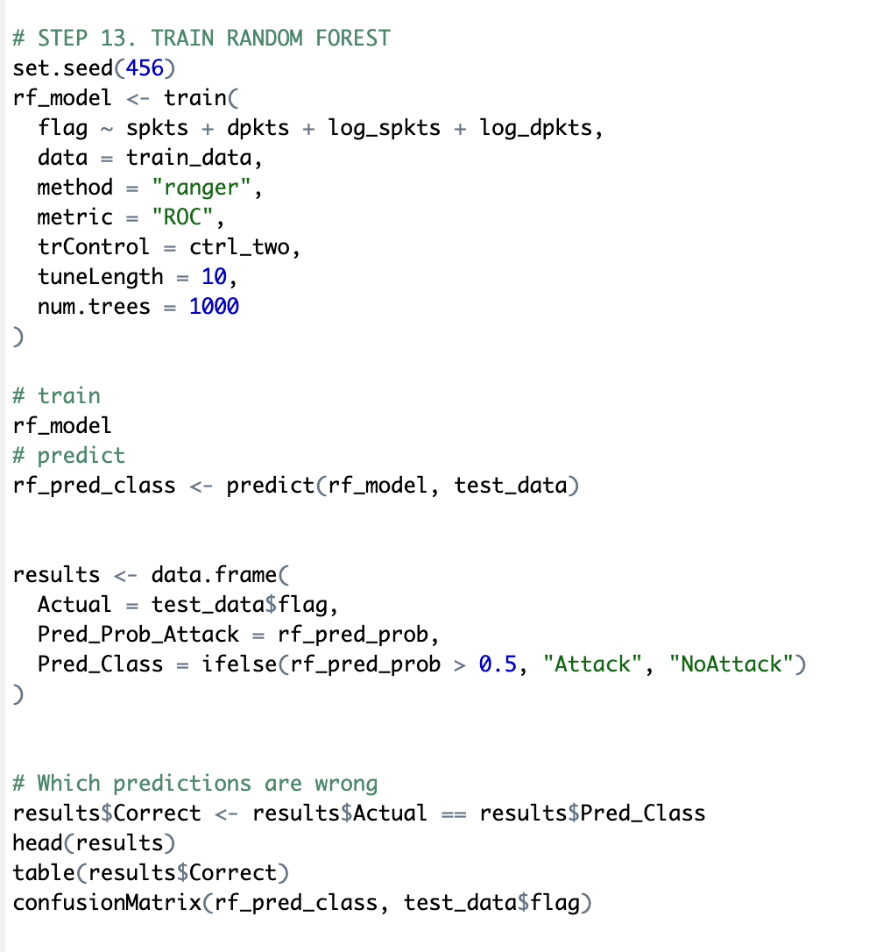 # STEP 13. TRAIN RANDOM FOREST
set.seed(456)
rf_model <- train(
  flag ~ spkts + dpkts + log_spkts + log_dpkts,
  data = train_data,
  method = "ranger",
  metric = "ROC",
  trControl = ctrl_two,
  tuneLength = 10,
  num.trees = 1000
)
# train
rf_model
# predict
rf_pred_class <- predict(rf_model, test_data)
results <- data.frame(
  Actual = test_data$flag,
  Pred_Prob_Attack = rf_pred_prob,
  Pred_Class = ifelse(rf_pred_prob > 0.5, "Attack", "NoAttack")
)
# Which predictions are wrong
results$Correct <- results$Actual == results$Pred_Class
head(results)
table(results$Correct)
confusionMatrix(rf_pred_class, test_data$flag)